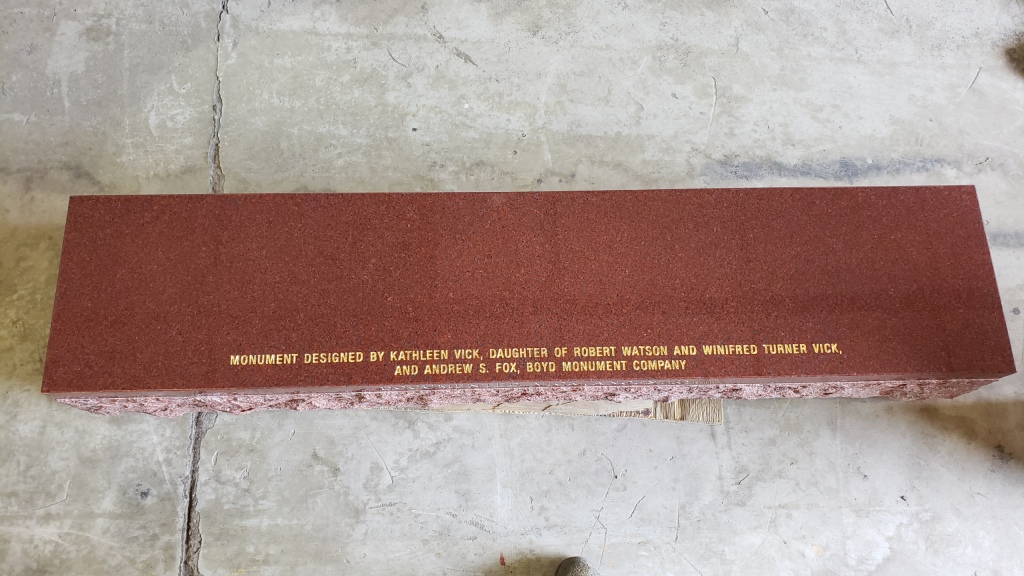 MONUMENT DESIGNED BY KATHLEEN VICK, DAUGHTER OF ROBERT WATSON AND WINIFRED TURNER VICK,
AND ANDREW S. FOX, BOYD MONUMENT COMPANY